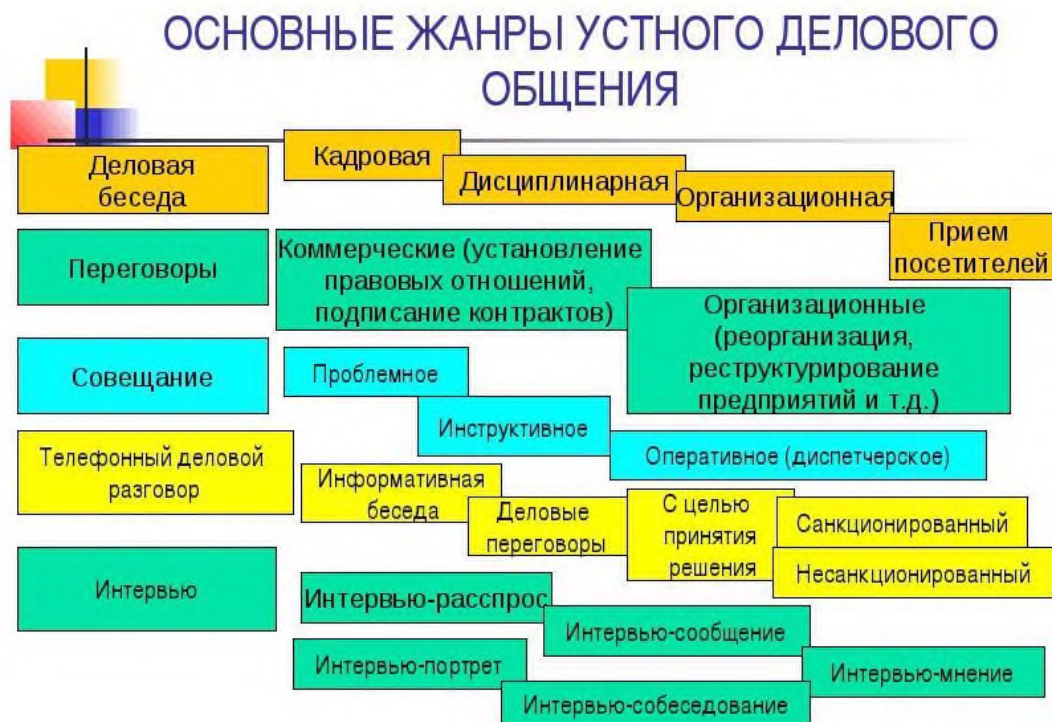 ОСНОВНЫЕ ЖАНРЫ УСТНОГО ДЕЛОВОГО
ОБЩЕНИЯ
Деловая
беседа
Кадровая
Дисциплинарная
Организационная
Прием
посетителей
Переговоры
Коммерческие (установление
правовых отношений,
подписание контрактов)
Организационные
(реорганизация,
реструктурирование
предприятий и т.д.)
Совещание
Проблемное
Инструктивное
Оперативное (диспетчерское)
Телефонный деловой
разговор
Информативная
беседа
Деловые
переговоры
С целью
принятия
решения
Санкционированный
Несанкционированный
Интервью
Интервью-расспрос
Интервью-сообщение
Интервью-портрет
Интервью-мнение
Интервью-собеседование